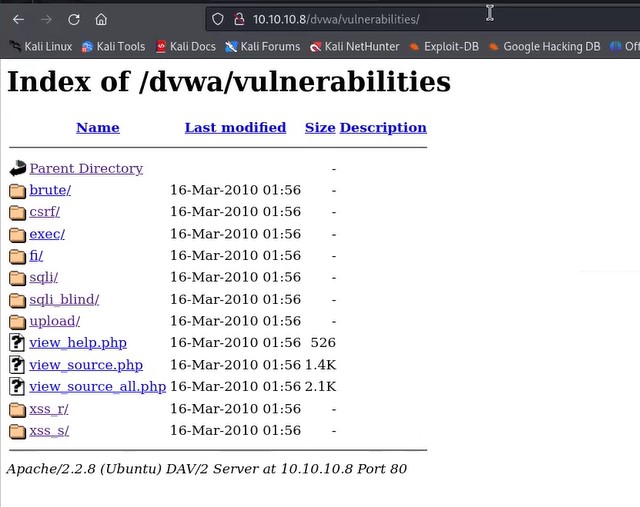 10.10.10.8/dvwa/vulnerabilities/
Kali Linux Kali Tools Kali Docs Kali Forums Kali NetHunter Exploit-DB Google Hacking DB
Index of /dvwa/vulnerabilities
Name Last modified Size Description
Parent Directory -
brute/ 16-Mar-2010 01:56 -
csrf/ 16-Mar-2010 01:56 -
exec/ 16-Mar-2010 01:56 -
fi/ 16-Mar-2010 01:56 -
sqli/ 16-Mar-2010 01:56 -
sqli_blind/ 16-Mar-2010 01:56 -
upload/ 16-Mar-2010 01:56 -
view_help.php 16-Mar-2010 01:56 526
view_source.php 16-Mar-2010 01:56 1.4K
view_source_all.php 16-Mar-2010 01:56 2.1K
xss_r/ 16-Mar-2010 01:56 -
xss_s/ 16-Mar-2010 01:56 -
Apache/2.2.8 (Ubuntu) DAV/2 Server at 10.10.10.8 Port 80